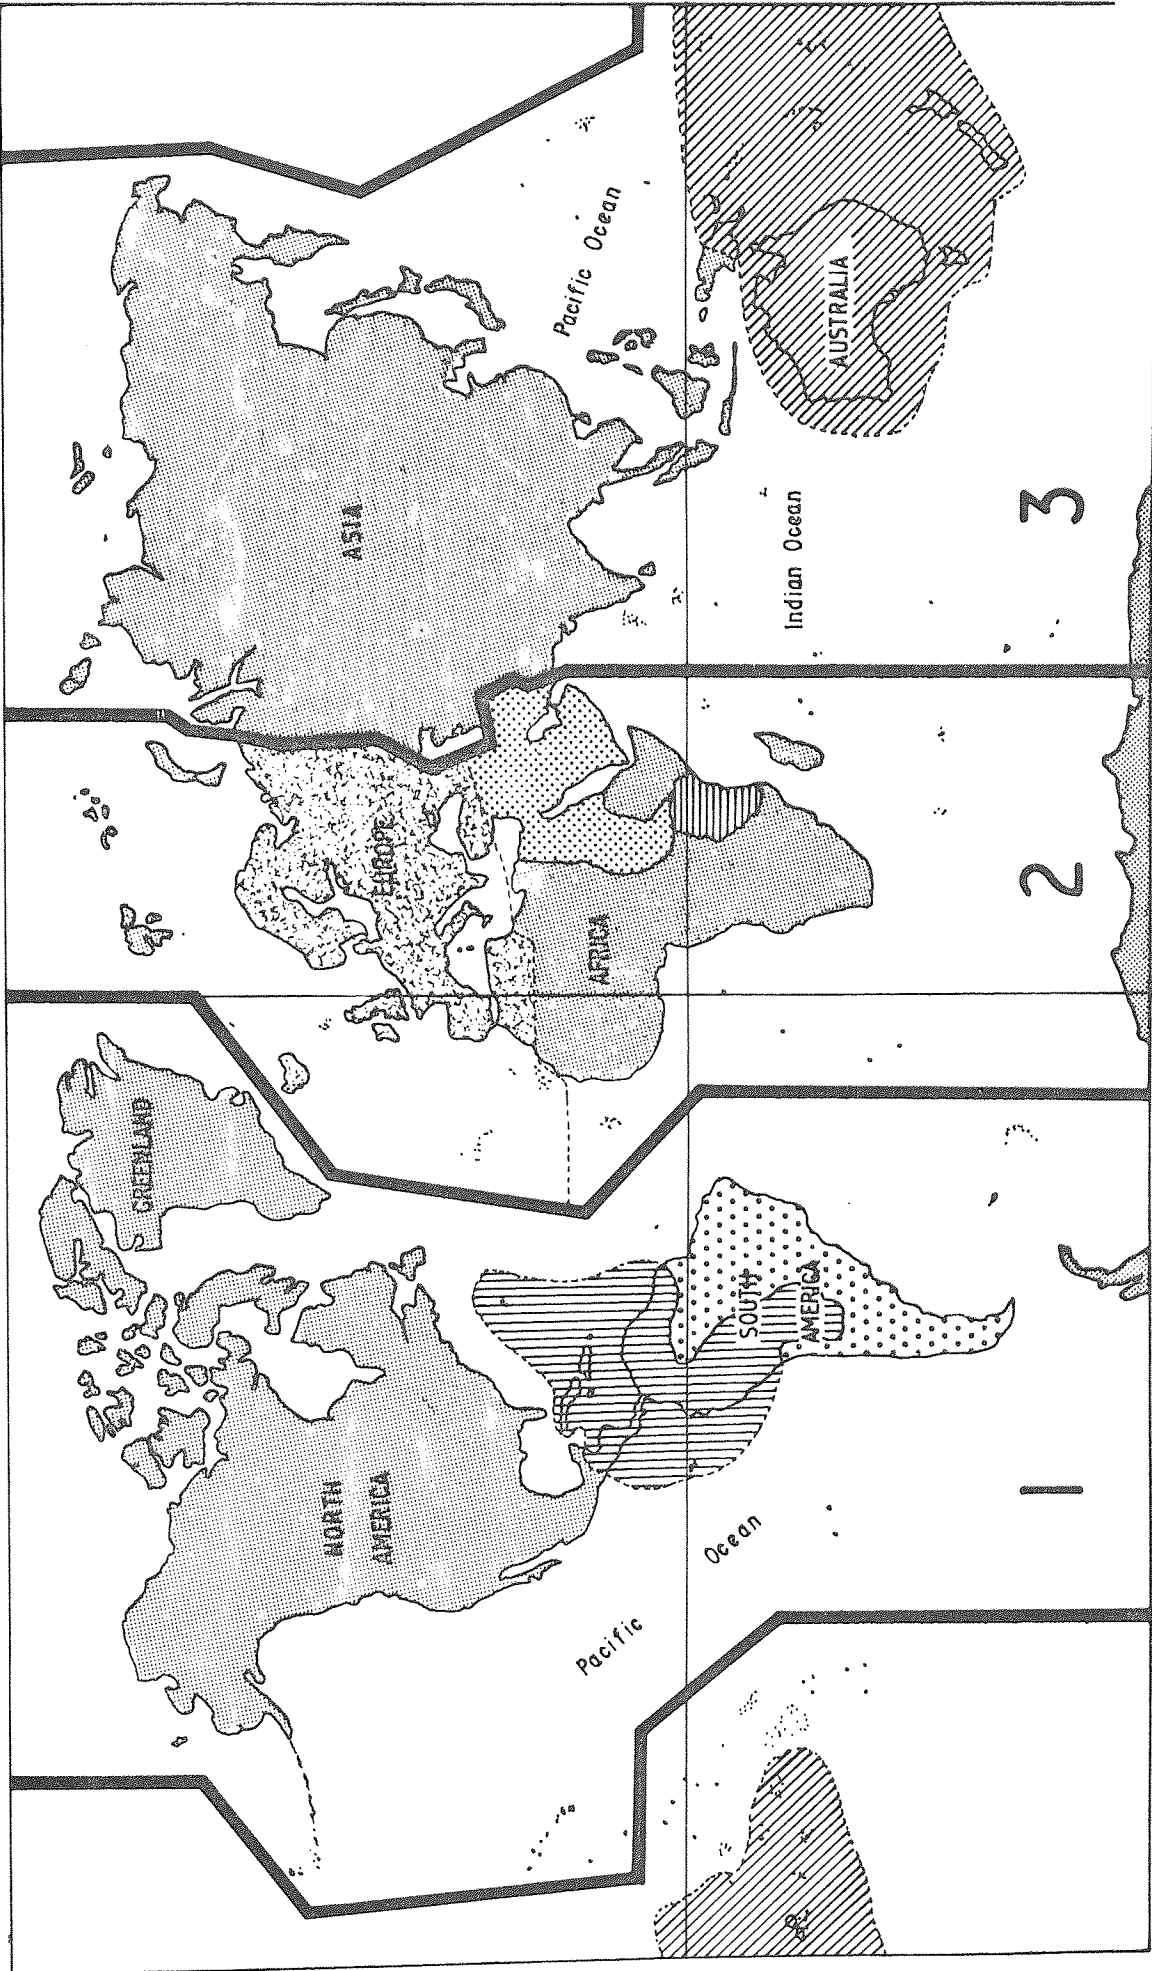 GREENLAND
NORTH
AMERICA
Pacific
Ocean
SOUTH
AMERICA
1
EUROPE
AFRICA
2
ASIA
Pacific Ocean
Indian Ocean
AUSTRALIA
3